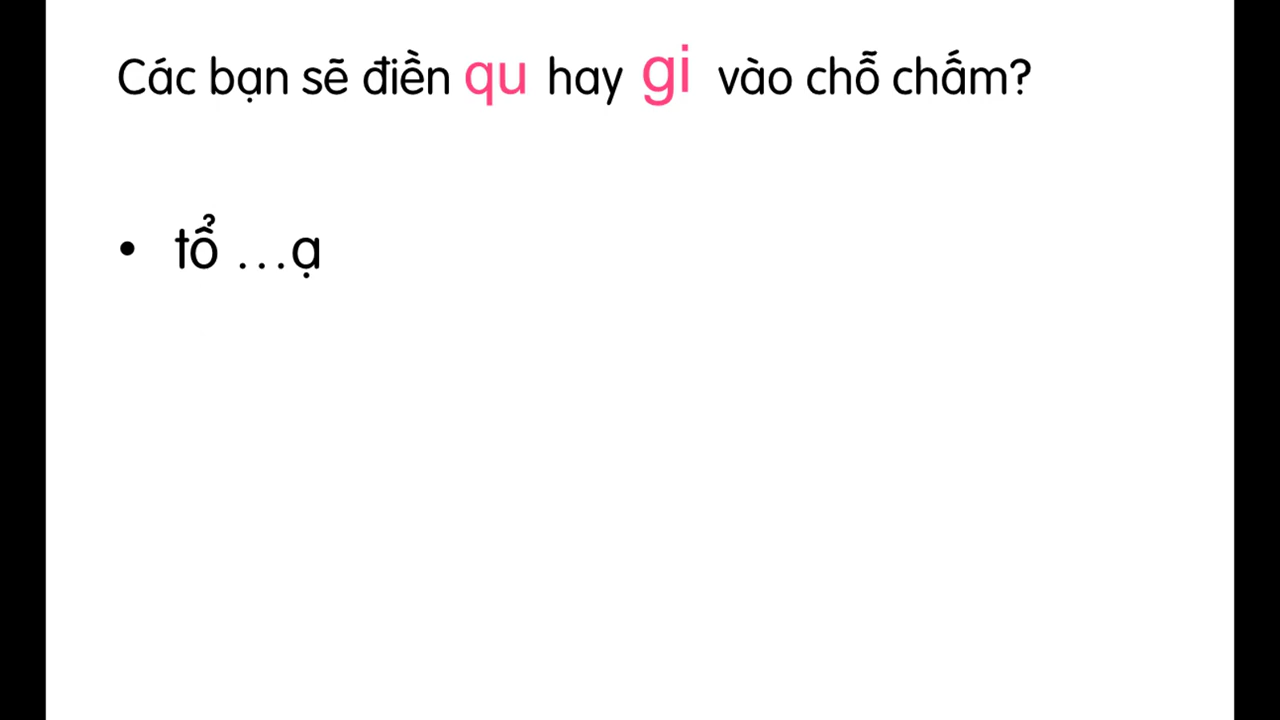 Các bạn sẽ điền qu hay gi vào chỗ chấm?
• tổ ...ạ